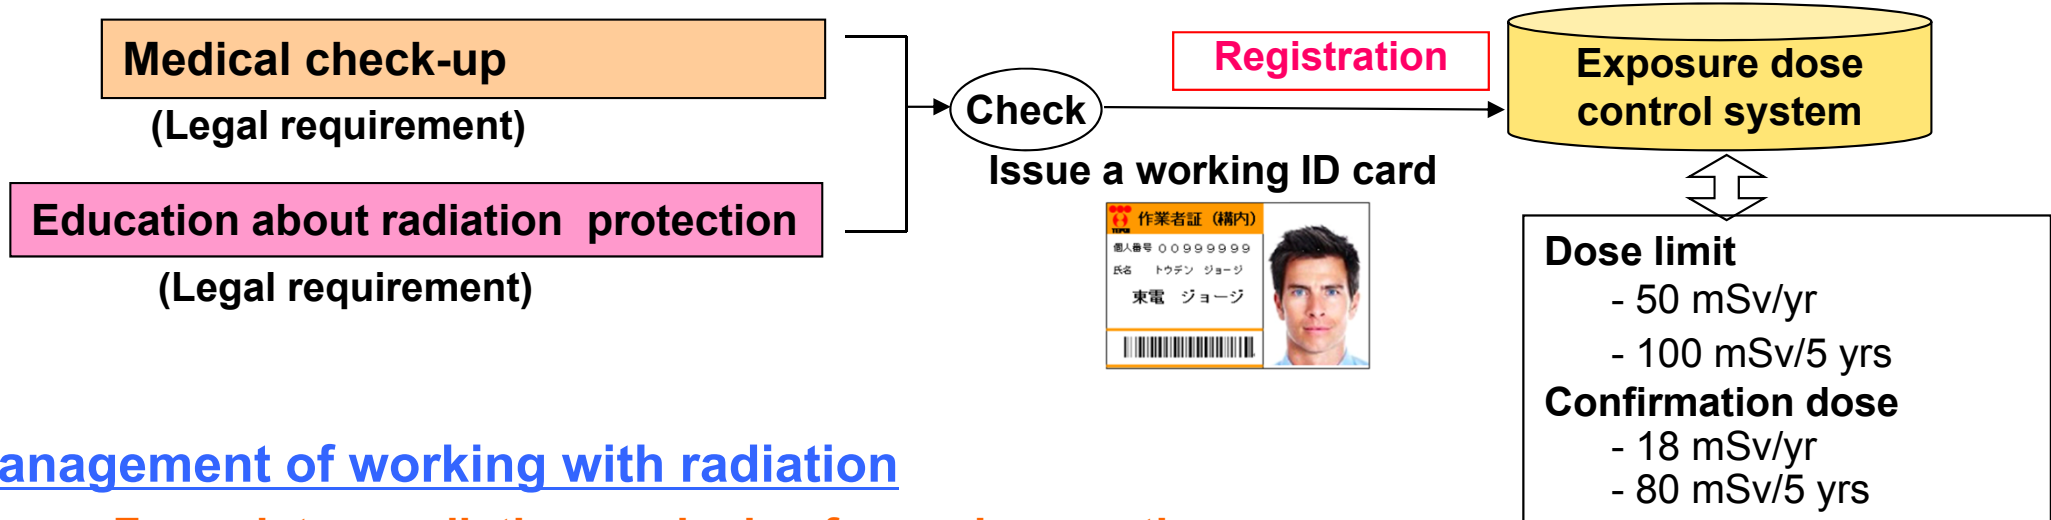 Medical check-up
(Legal requirement)
Education about radiation protection
(Legal requirement)
Check
Registration
Exposure dose
control system
Issue a working ID card
TEPCO
作業者証（構内）
個人番号 ００９９９９９９
氏名 トウデン ジョージ
東電 ジョージ
Dose limit
- 50 mSv/yr
- 100 mSv/5 yrs
Confirmation dose
- 18 mSv/yr
- 80 mSv/5 yrs
anagement of working with radiation